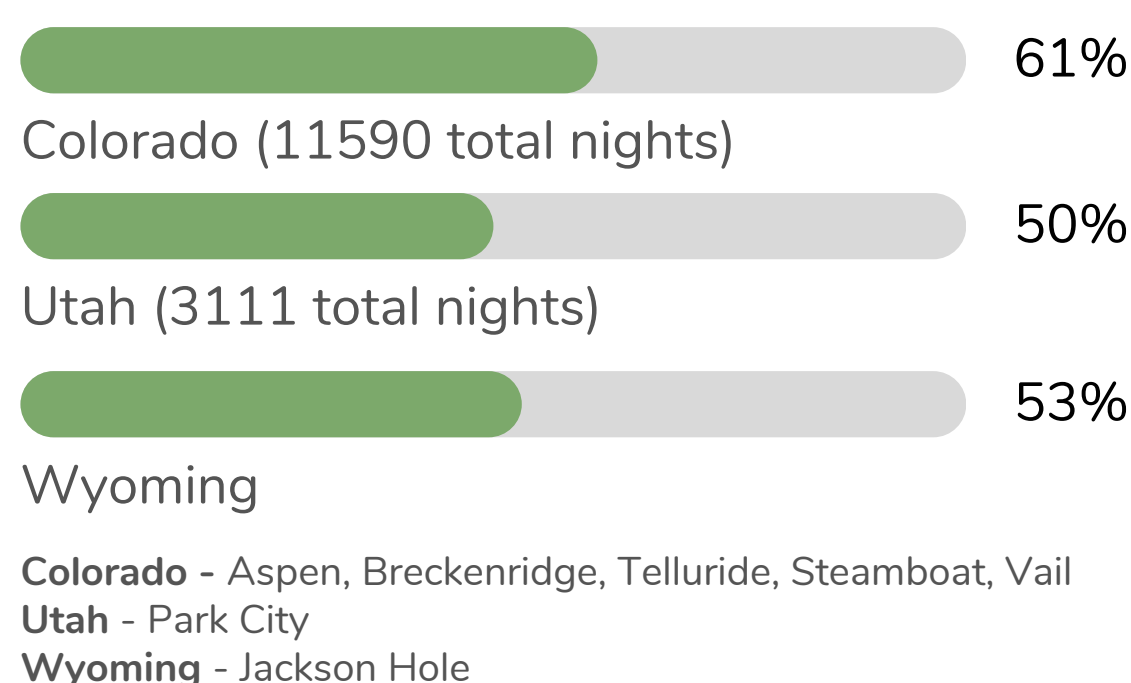 61%
Colorado (11590 total nights)
50%
Utah (3111 total nights)
53%
Wyoming
Colorado - Aspen, Breckenridge, Telluride, Steamboat, Vail
Utah - Park City
Wyoming - Jackson Hole